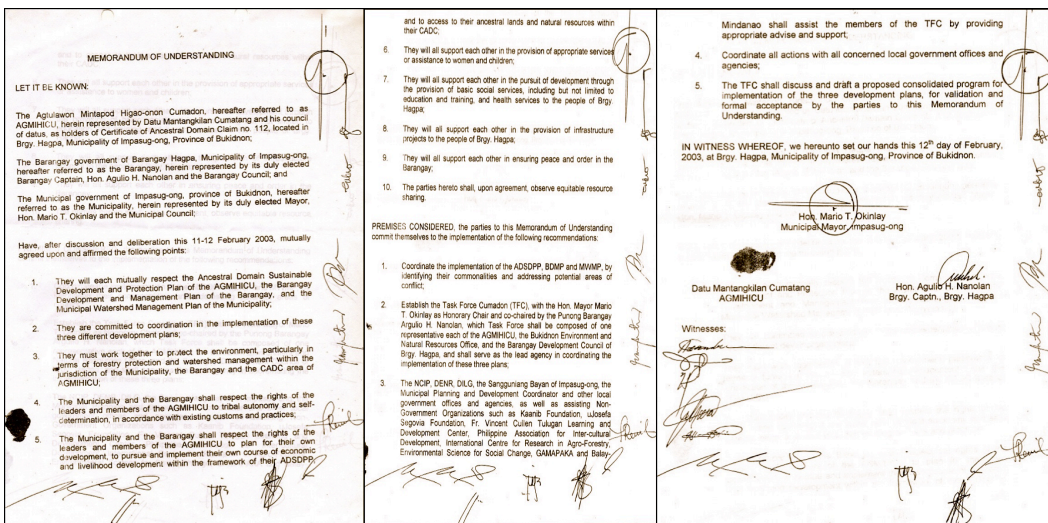 MEMORANDUM OF UNDERSTANDING
LET IT BE KNOWN:
The Aglulawon Mintapod Higao-onon Cumadon, hereafter referred to as
AGMIHICU, herein represented by Datu Mantangkilan Cumatang and his council
of datus, as holders of Certificate of Ancestral Domain Claim no. 112, located in
Brgy. Hagpa, Municipality of Impasug-ong, Province of Bukidnon;
The Barangay government of Barangay Hagpa, Municipality of Impasug-ong,
hereafter referred to as the Barangay, herein represented by its duly elected
Barangay Captain, Hon. Agulio H. Nanolan and the Barangay Council; and
The Municipal government of Impasug-ong, province of Bukidnon, hereafter
referred to as the Municipality, herein represented by its duly elected Mayor,
Hon. Mario T. Okinlay and the Municipal Council;
Have, after discussion and deliberation this 11-12 February 2003, mutually
agreed upon and affirmed the following points:
1. They will each mutually respect the Ancestral Domain Sustainable
Development and Protection Plan of the AGMIHICU, the Barangay
Development and Management Plan of the Barangay, and the
Municipal Watershed Management Plan of the Municipality;
2. They are committed to coordination in the implementation of these
three different development plans;
3. They must work together to protect the environment, particularly in
terms of forestry protection and watershed management within the
jurisdiction of the Municipality, the Barangay and the CADC area of
AGMIHICU;
4. The Municipality and the Barangay shall respect the rights of the
leaders and members of the AGMIHICU to tribal autonomy and self-
determination, in accordance with existing customs and practices;
5. The Municipality and the Barangay shall respect the rights of the
leaders and members of the AGMIHICU to plan for their own
development, to pursue and implement their own course of economic
and livelihood development within the framework of their ADSDPP,
and to access to their ancestral lands and natural resources within
their CADC;
6. They will all support each other in the provision of appropriate services
or assistance to women and children;
7. They will all support each other in the pursuit of development through
the provision of basic social services, including but not limited to
education and training, and health services to the people of Brgy.
Hagpa;
8. They will all support each other in the provision of infrastructure
projects to the people of Brgy. Hagpa;
9. They will all support each other in ensuring peace and order in the
Barangay;
10. The parties hereto shall, upon agreement, observe equitable resource
sharing.
PREMISES CONSIDERED, the parties to this Memorandum of Understanding
commit themselves to the implementation of the following recommendations:
1. Coordinate the implementation of the ADSDPP, BDMP and MWMP, by
identifying their commonalities and addressing potential areas of
conflict;
2. Establish the Task Force Cumadon (TFC), with the Hon. Mayor Mario
T. Okinlay as Honorary Chair and co-chaired by the Punong Barangay
Argulio H. Nanolan, which Task Force shall be composed of one
representative each of the AGMIHICU, the Bukidnon Environment and
Natural Resources Office, and the Barangay Development Council of
Brgy. Hagpa, and shall serve as the lead agency in coordinating the
implementation of these three plans;
3. The NCIP, DENR, DILG, the Sangguniang Bayan of Impasug-ong, the
Municipal Planning and Development Coordinator and other local
government offices and agencies, as well as assisting Non-
Government Organizations such as Kaanib Foundation, uJosefa
Segovia Foundation, Fr. Vincent Cullen Tulugan Learning and
Development Center, Philippine Association for Inter-cultural
Development, International Centre for Research in Agro-Forestry,
Environmental Science for Social Change, GAMAPAKA and Balay-
Mindanao shall assist the members of the TFC by providing
appropriate advise and support;
4. Coordinate all actions with all concerned local government offices and
agencies;
5. The TFC shall discuss and draft a proposed consolidated program for
implementation of the three development plans, for validation and
formal acceptance by the parties to this Memorandum of
Understanding.
IN WITNESS WHEREOF, we hereunto set our hands this 12th day of February,
2003, at Brgy. Hagpa, Municipality of Impasug-ong, Province of Bukidnon.
Hon. Mario T. Okinlay
Municipal Mayor, Impasug-ong
Datu Mantangkilan Cumatang
AGMIHICU
Hon. Agulio H. Nanolan
Brgy. Captn., Brgy. Hagpa
Witnesses: